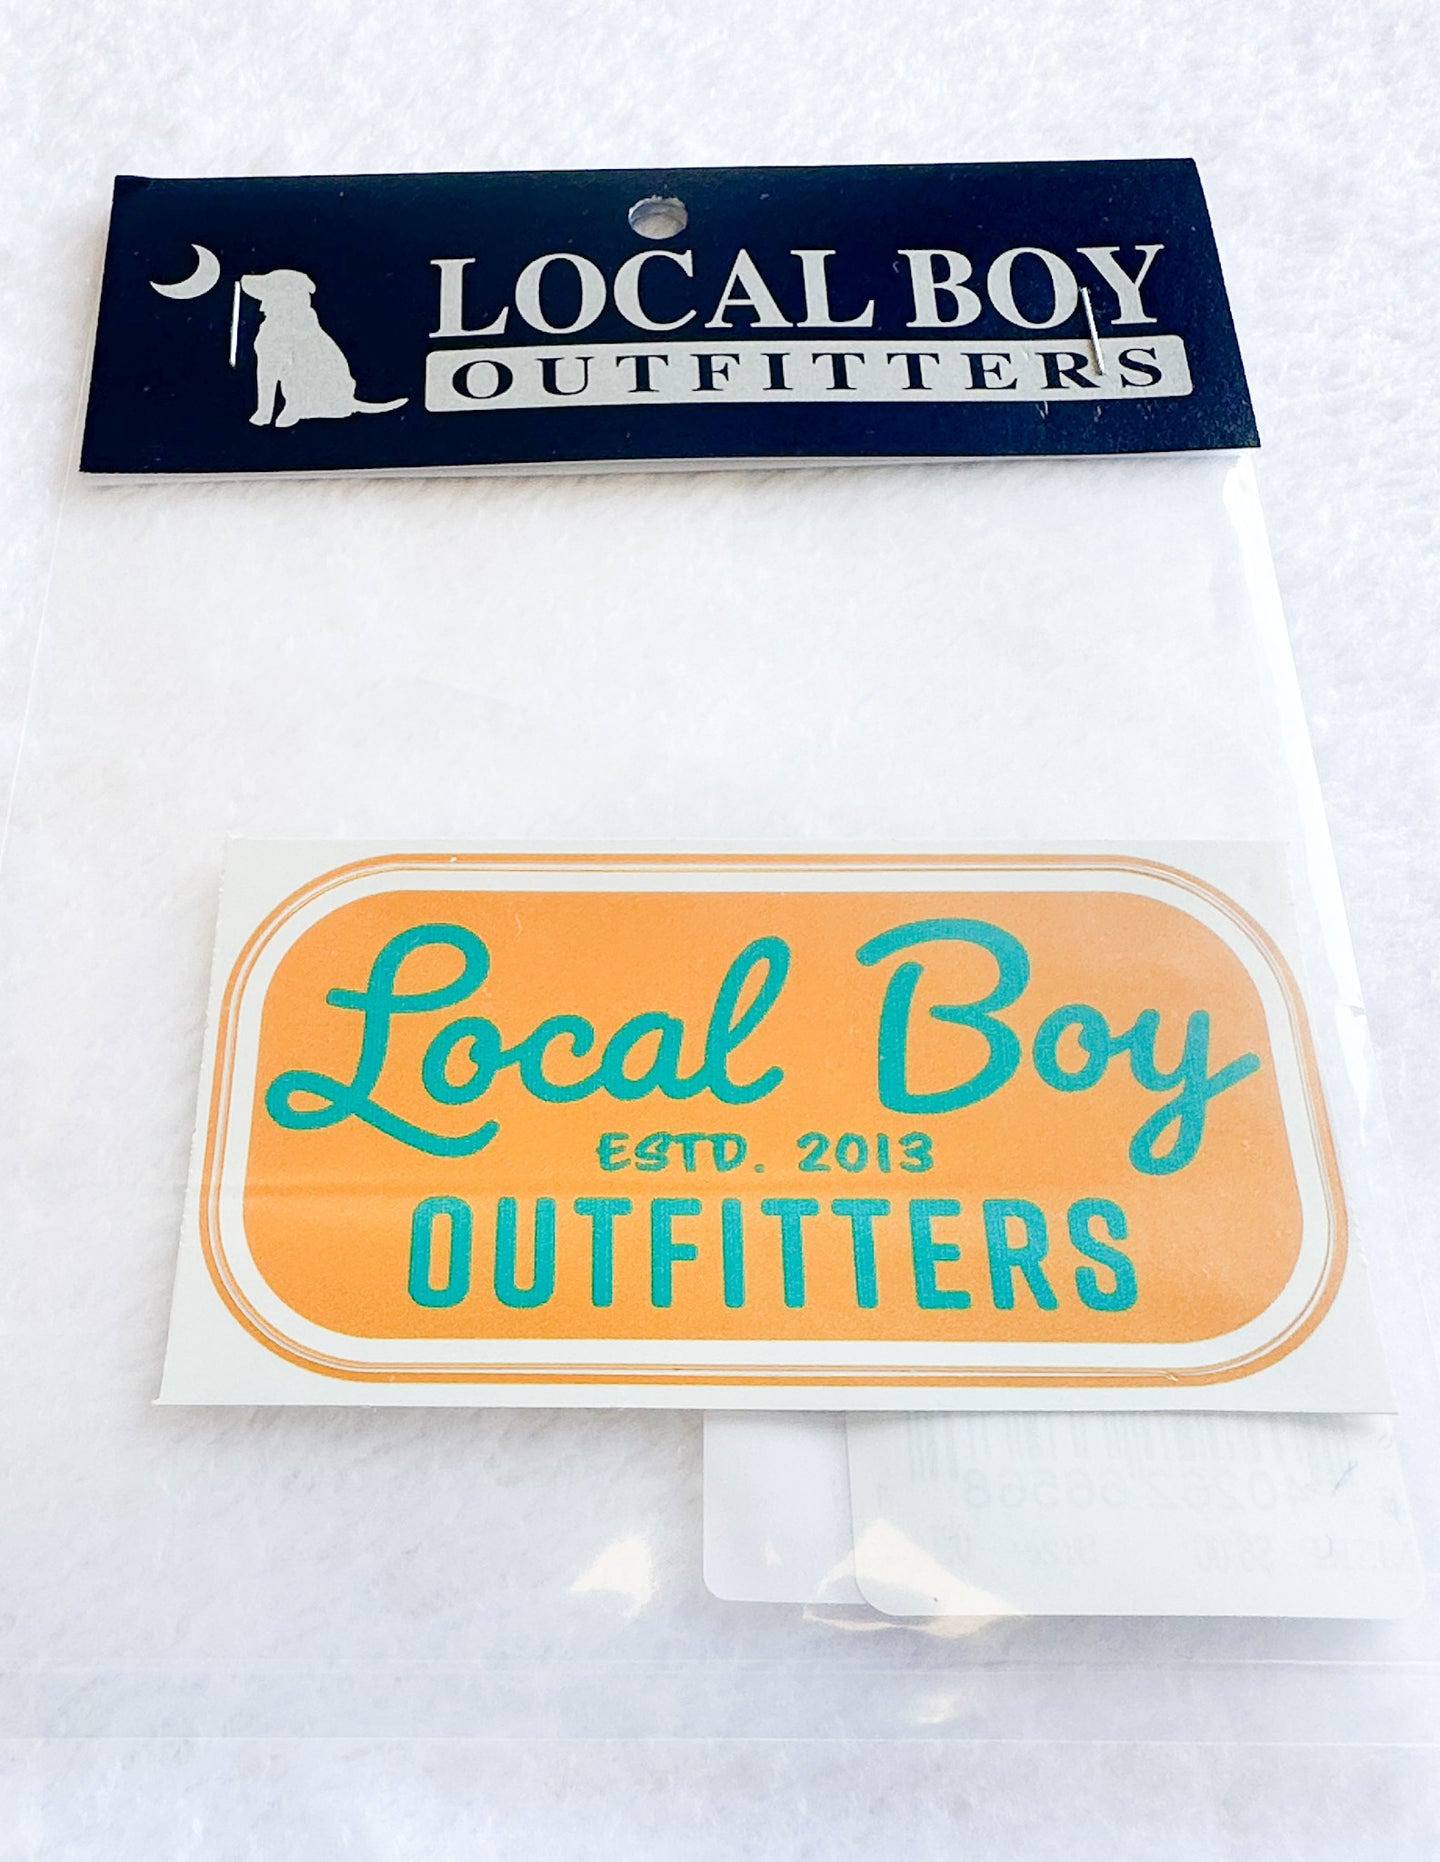 LOCAL BOY
OUTFITTERS
Local Boy
ESTD. 2013
OUTFITTERS